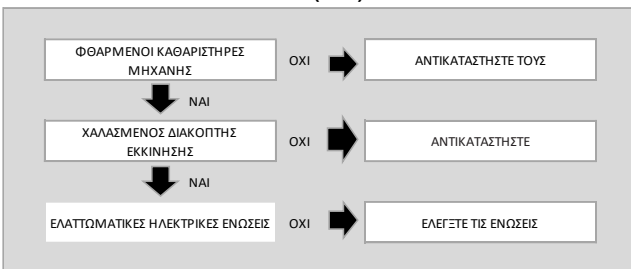 ΦΘΑΡΜΕΝΟΙ ΚΑΘΑΡΙΣΤΗΡΕΣ
ΜΗΧΑΝΗΣ
ΟΧΙ
ΑΝΤΙΚΑΤΑΣΤΗΣΤΕ ΤΟΥΣ
ΝΑΙ
ΧΑΛΑΣΜΕΝΟΣ ΔΙΑΚΟΠΤΗΣ
ΕΚΚΙΝΗΣΗΣ
ΟΧΙ
ΑΝΤΙΚΑΤΑΣΤΗΣΤΕ
ΝΑΙ
ΕΛΑΤΤΩΜΑΤΙΚΕΣ ΗΛΕΚΤΡΙΚΕΣ ΕΝΩΣΕΙΣ
ΟΧΙ
ΕΛΕΓΞΤΕ ΤΙΣ ΕΝΩΣΕΙΣ